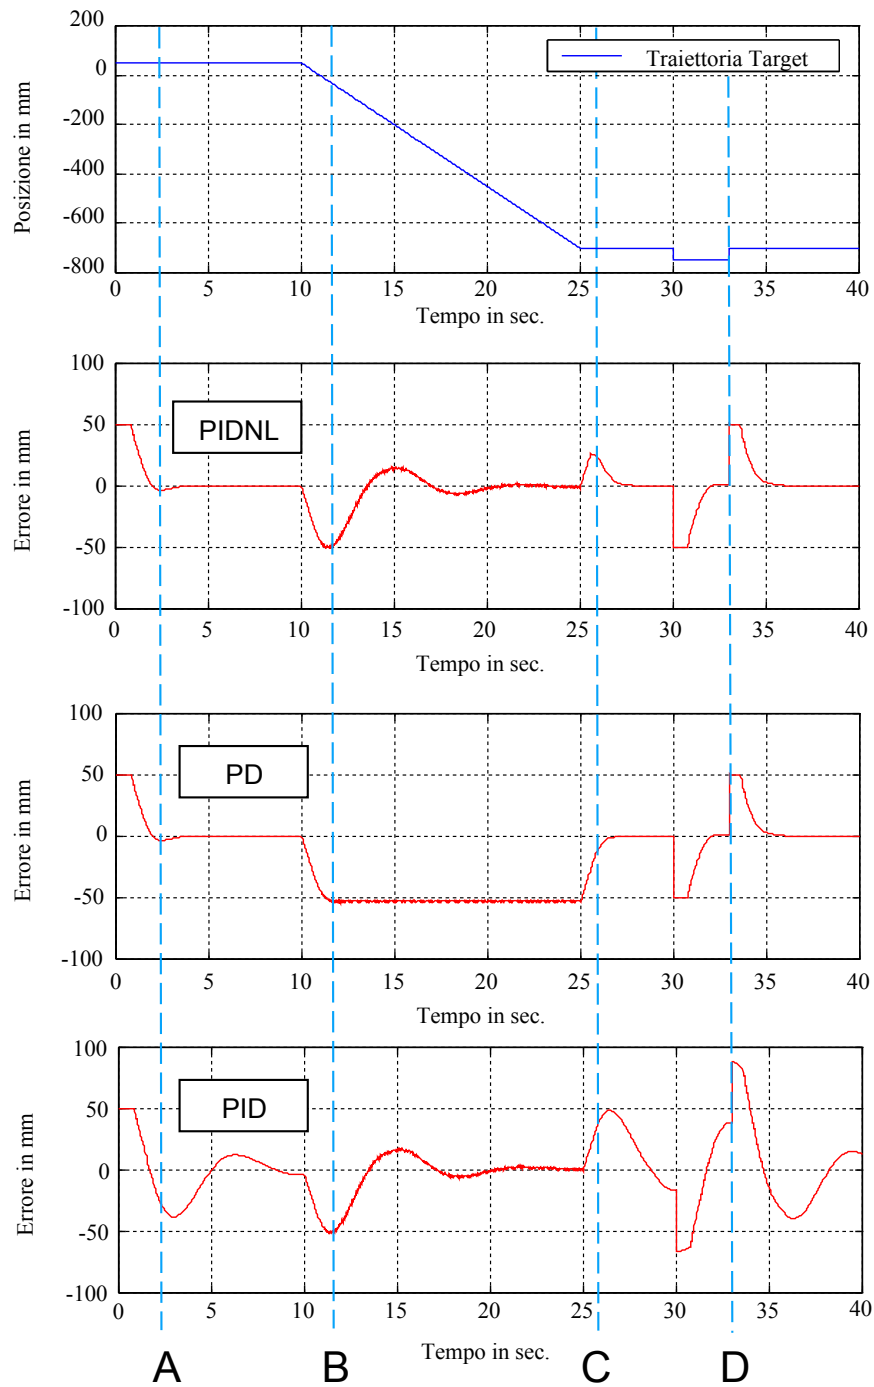 200
0
-200
-400
-600
-800
Posizione in mm
Traiettoria Target
0 5 10 15 20 25 30 35 40
Tempo in sec.
100
50
0
-50
-100
Errore in mm
PIDNL
0 5 10 15 20 25 30 35 40
Tempo in sec.
100
50
0
-50
-100
Errore in mm
PD
0 5 10 15 20 25 30 35 40
Tempo in sec.
100
50
0
-50
-100
Errore in mm
PID
0 5 10 15 20 25 30 35 40
Tempo in sec.
A B C D